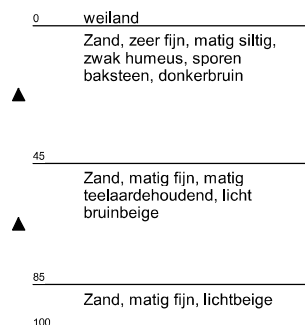 0 weiland
Zand, zeer fijn, matig siltig,
zwak humeus, sporen
baksteen, donkerbruin
45
Zand, matig fijn, matig
teelaardehoudend, licht
bruinbeige
85
Zand, matig fijn, lichtbeige
100